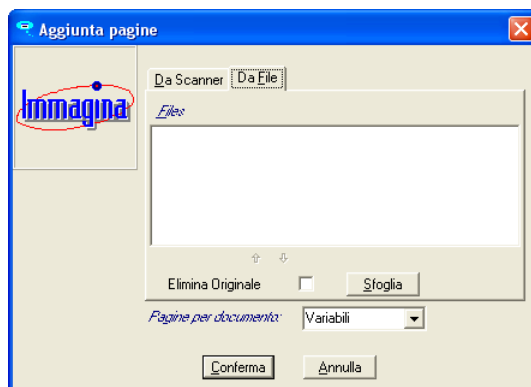 Aggiunta pagine
Immagina
Da Scanner Da File
Files
Elimina Originale Sfoglia
Pagine per documento: Variabili
Conferma Annulla